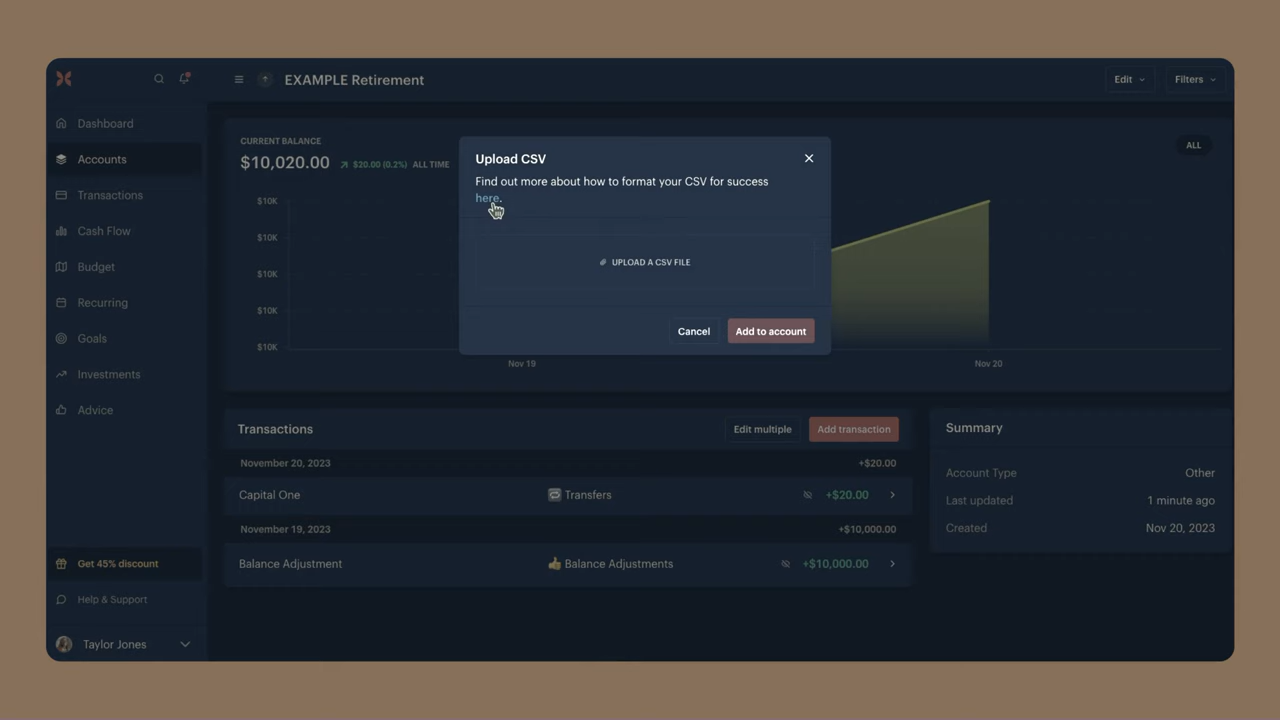 EXAMPLE Retirement
Edit
Filters
Dashboard
Accounts
Transactions
Cash Flow
Budget
Recurring
Goals
Investments
Advice
Get 45% discount
Help & Support
Taylor Jones
CURRENT BALANCE
$10,020.00
$20.00 (0.2%) ALL TIME
ALL
$10K
$10K
$10K
$10K
$10K
Nov 19
Nov 20
Upload CSV
Find out more about how to format your CSV for success
here.
UPLOAD A CSV FILE
Cancel
Add to account
Transactions
Edit multiple
Add transaction
November 20, 2023
+$20.00
Capital One
Transfers
+$20.00
November 19, 2023
+$10,000.00
Balance Adjustment
Balance Adjustments
+$10,000.00
Summary
Account Type
Other
Last updated
1 minute ago
Created
Nov 20, 2023